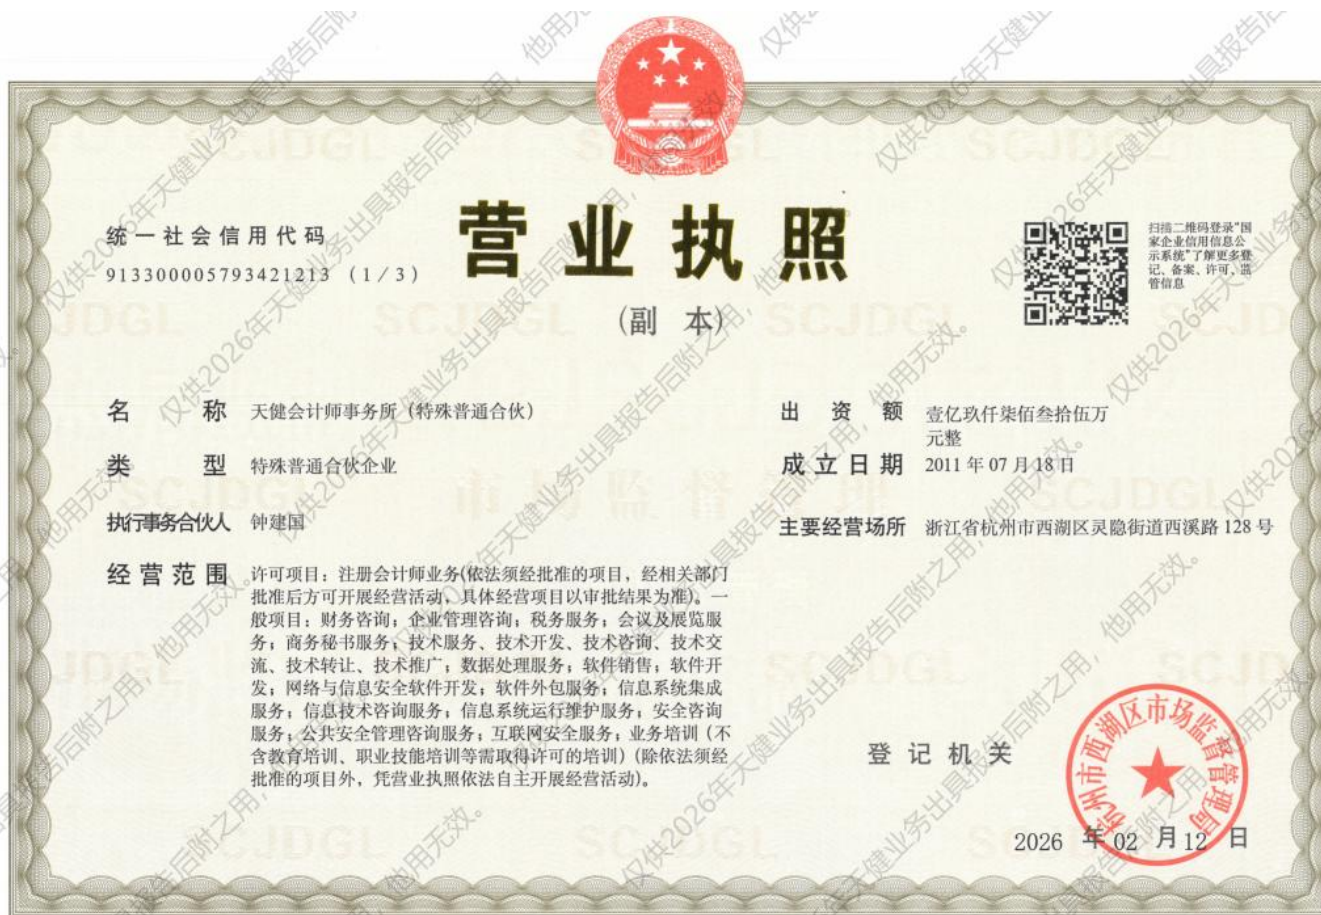 营业执照
(副 本)
统一社会信用代码
913300005793421213 (1/3)
扫描二维码登录"国
家企业信用信息公
示系统"了解更多登
记、备案、许可、监
管信息
名 称 天健会计师事务所（特殊普通合伙）
类 型 特殊普通合伙企业
执行事务合伙人 钟建国
经营范围 许可项目：注册会计师业务(依法须经批准的项目，经相关部门
批准后方可开展经营活动，具体经营项目以审批结果为准)。一
般项目：财务咨询；企业管理咨询；税务服务；会议及展览服
务；商务秘书服务；技术服务、技术开发、技术咨询、技术交
流、技术转让、技术推广；数据处理服务；软件销售；软件开
发；网络与信息安全软件开发；软件外包服务；信息系统集成
服务；信息技术咨询服务；信息系统运行维护服务；安全咨询
服务；公共安全管理咨询服务；互联网安全服务；业务培训（不
含教育培训、职业技能培训等需取得许可的培训）(除依法须经
批准的项目外，凭营业执照依法自主开展经营活动)。
出 资 额 壹亿玖仟柒佰叁拾伍万
元整
成立日期 2011 年 07 月 18 日
主要经营场所 浙江省杭州市西湖区灵隐街道西溪路 128 号
登记机关
杭州市西湖区市场监督管理局
2026 年 02 月 12 日
仅供2026年天健业务出具报告后附之用，他用无效。
SCJDGL
市场监督管理